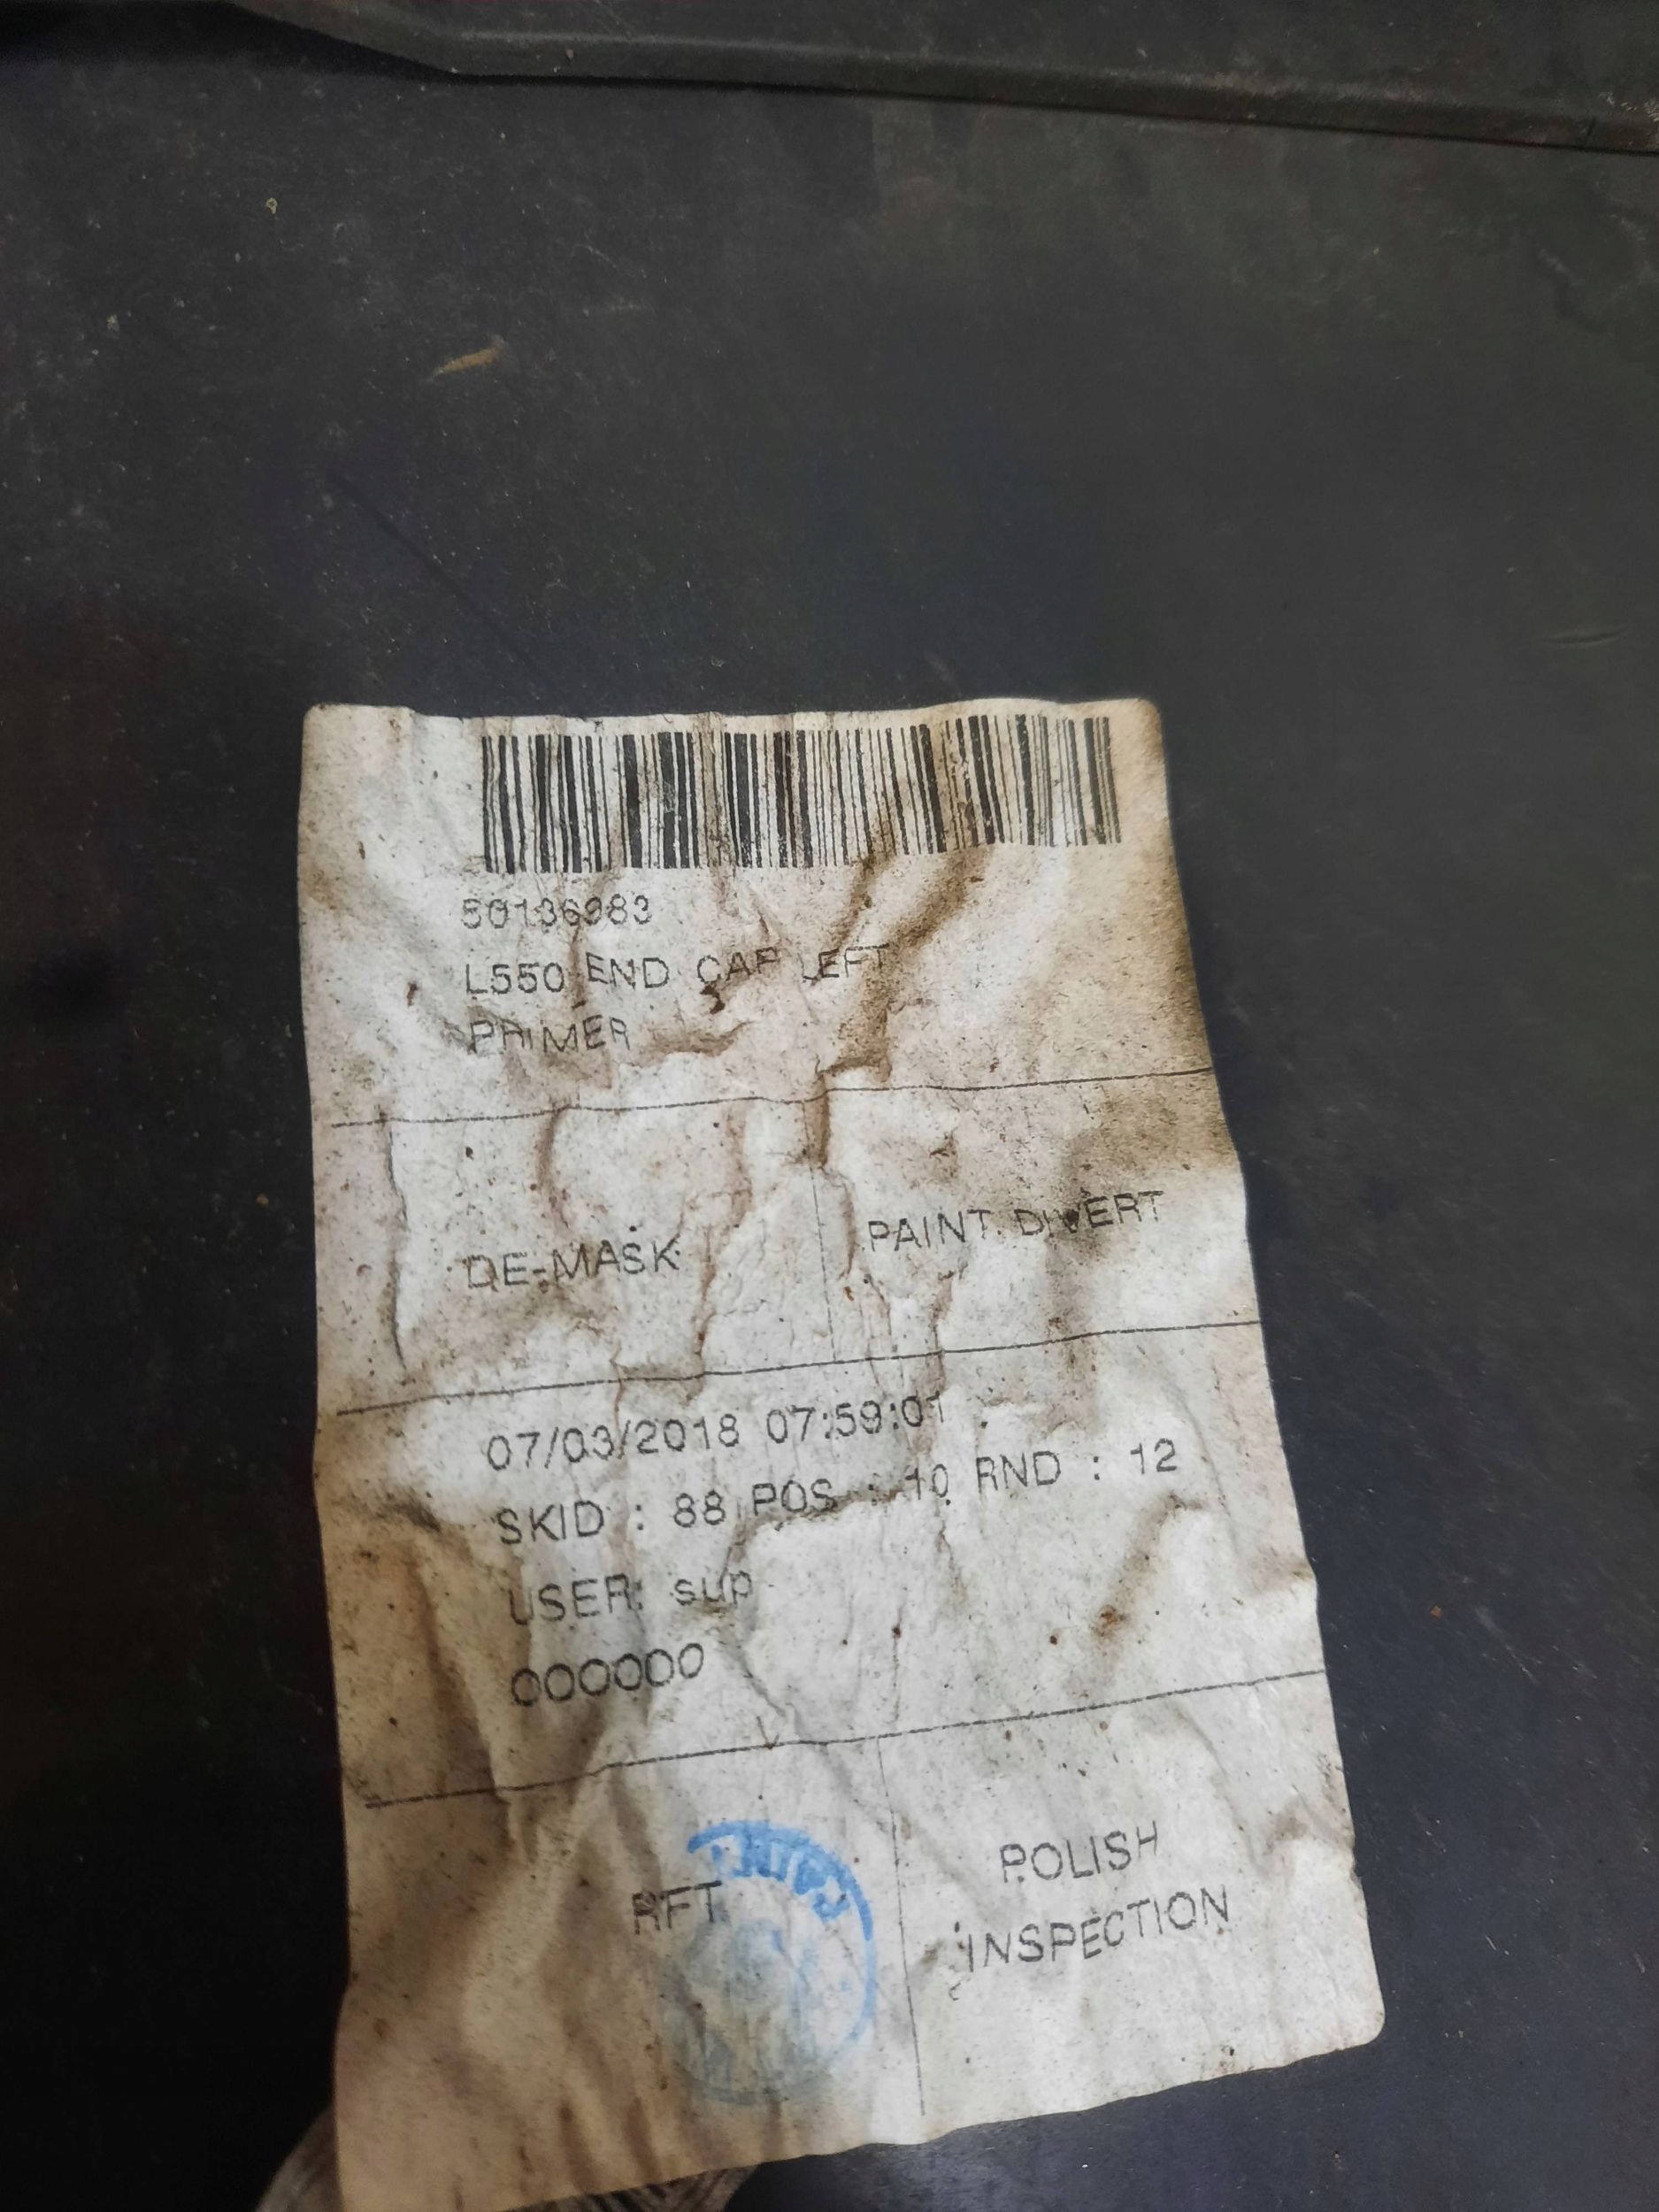 50136983
L550 END CAP LEFT
PRIMER
DE-MASK
PAINT DIVERT
07/03/2018 07:59:01
SKID : 88 POS : 10 RND : 12
USER: sup
000000
RFT
POLISH
INSPECTION